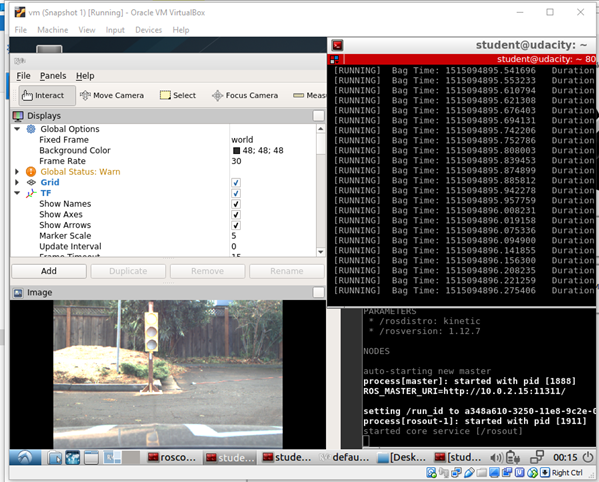 vm (Snapshot 1) [Running] - Oracle VM VirtualBox
File Machine View Input Devices Help
student@udacity: ~
student@udacity: ~ 80
File Panels Help
Interact Move Camera Select Focus Camera Meas
Displays
Global Options
Fixed Frame world
Background Color 48; 48; 48
Frame Rate 30
Global Status: Warn
Grid
TF
Show Names
Show Axes
Show Arrows
Marker Scale 5
Update Interval 0
Add Duplicate Remove Rename
Image
[RUNNING] Bag Time: 1515094895.541696 Duration
[RUNNING] Bag Time: 1515094895.553233 Duration
[RUNNING] Bag Time: 1515094895.610794 Duration
[RUNNING] Bag Time: 1515094895.621308 Duration
[RUNNING] Bag Time: 1515094895.676403 Duration
[RUNNING] Bag Time: 1515094895.694131 Duration
[RUNNING] Bag Time: 1515094895.742206 Duration
[RUNNING] Bag Time: 1515094895.752786 Duration
[RUNNING] Bag Time: 1515094895.808003 Duration
[RUNNING] Bag Time: 1515094895.839453 Duration
[RUNNING] Bag Time: 1515094895.874899 Duration
[RUNNING] Bag Time: 1515094895.885812 Duration
[RUNNING] Bag Time: 1515094895.942278 Duration
[RUNNING] Bag Time: 1515094895.957759 Duration
[RUNNING] Bag Time: 1515094896.008231 Duration
[RUNNING] Bag Time: 1515094896.019158 Duration
[RUNNING] Bag Time: 1515094896.075336 Duration
[RUNNING] Bag Time: 1515094896.094900 Duration
[RUNNING] Bag Time: 1515094896.141855 Duration
[RUNNING] Bag Time: 1515094896.156300 Duration
[RUNNING] Bag Time: 1515094896.208235 Duration
[RUNNING] Bag Time: 1515094896.221259 Duration
[RUNNING] Bag Time: 1515094896.275406 Duration
PARAMETERS
* /rosdistro: kinetic
* /rosversion: 1.12.7
NODES
auto-starting new master
process[master]: started with pid [1888]
ROS_MASTER_URI=http://10.0.2.15:11311/
setting /run_id to a348a610-3250-11e8-9c2e-0
process[rosout-1]: started with pid [1911]
started core service [/rosout]
rosco... stude... stude... defau... [Desk... [stud... 00:15
Right Ctrl